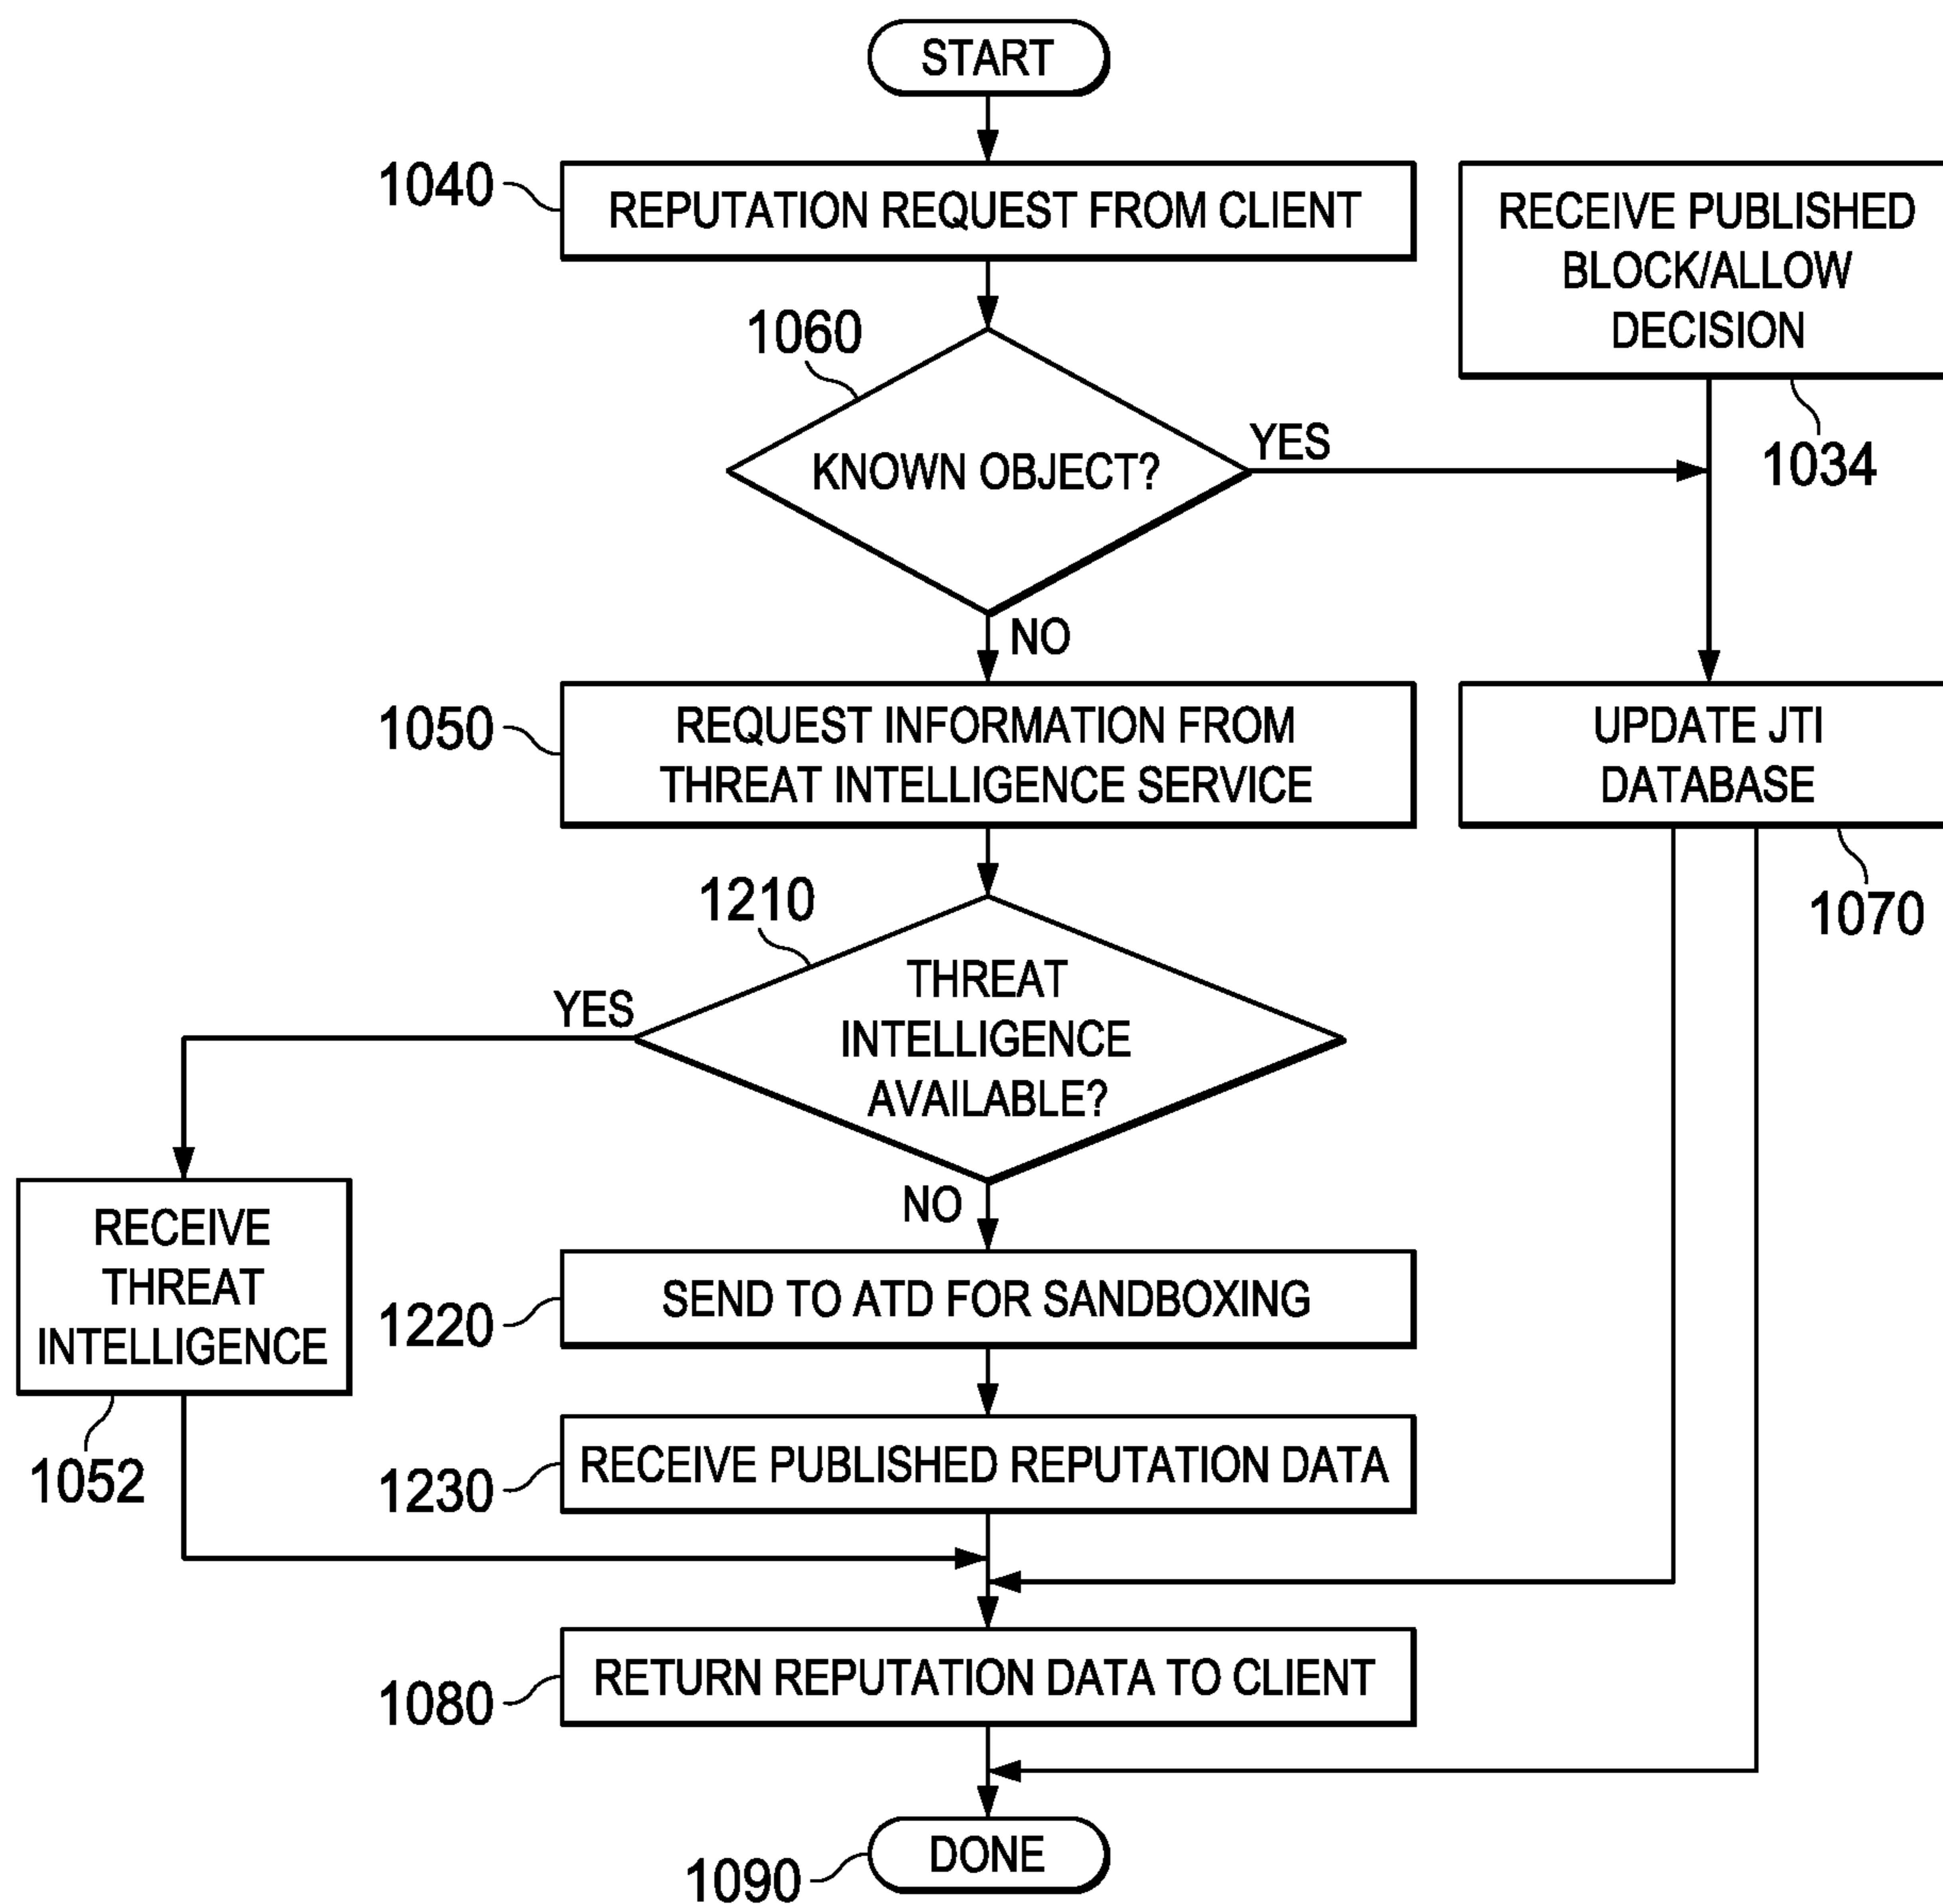 START
1040
REPUTATION REQUEST FROM CLIENT
RECEIVE PUBLISHED
BLOCK/ALLOW
DECISION
1034
1060
KNOWN OBJECT?
YES
NO
1050
REQUEST INFORMATION FROM
THREAT INTELLIGENCE SERVICE
UPDATE JTI
DATABASE
1070
1210
THREAT
INTELLIGENCE
AVAILABLE?
YES
NO
RECEIVE
THREAT
INTELLIGENCE
1052
1220
SEND TO ATD FOR SANDBOXING
1230
RECEIVE PUBLISHED REPUTATION DATA
1080
RETURN REPUTATION DATA TO CLIENT
1090
DONE